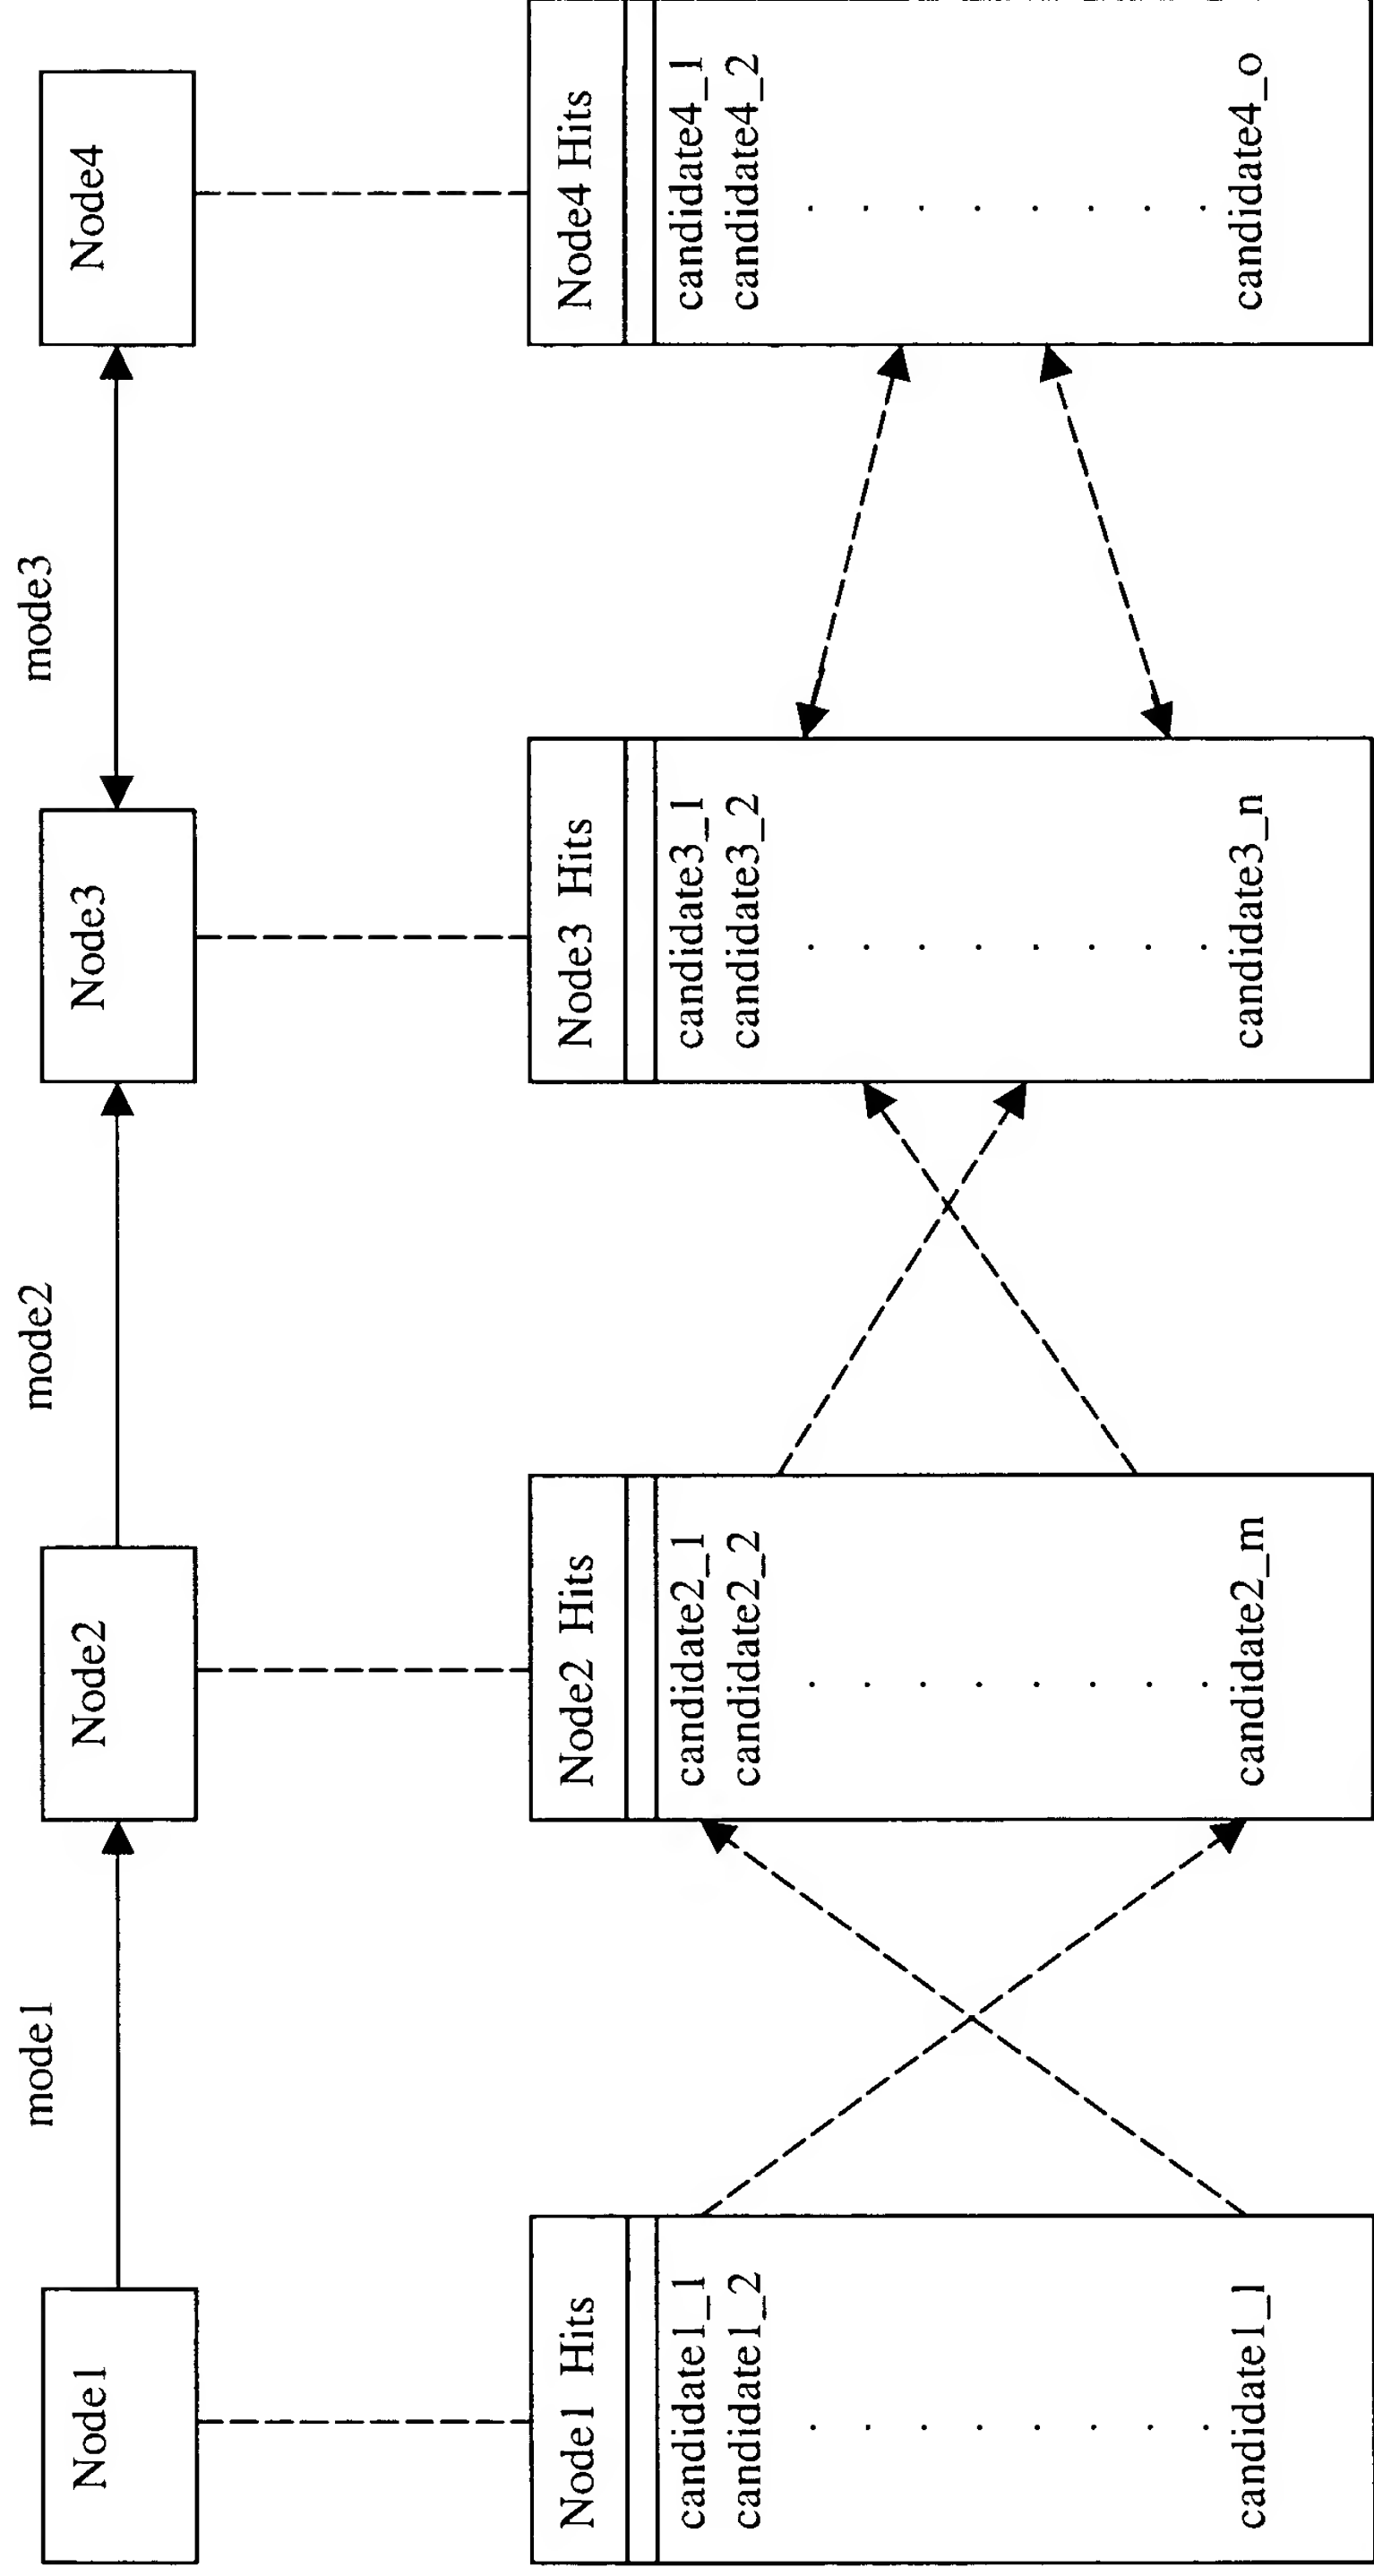 mode1
mode2
mode3
Node1
Node2
Node3
Node4
Node1 Hits
candidate1_1
candidate1_2
candidate1_l
Node2 Hits
candidate2_1
candidate2_2
candidate2_m
Node3 Hits
candidate3_1
candidate3_2
candidate3_n
Node4 Hits
candidate4_1
candidate4_2
candidate4_o